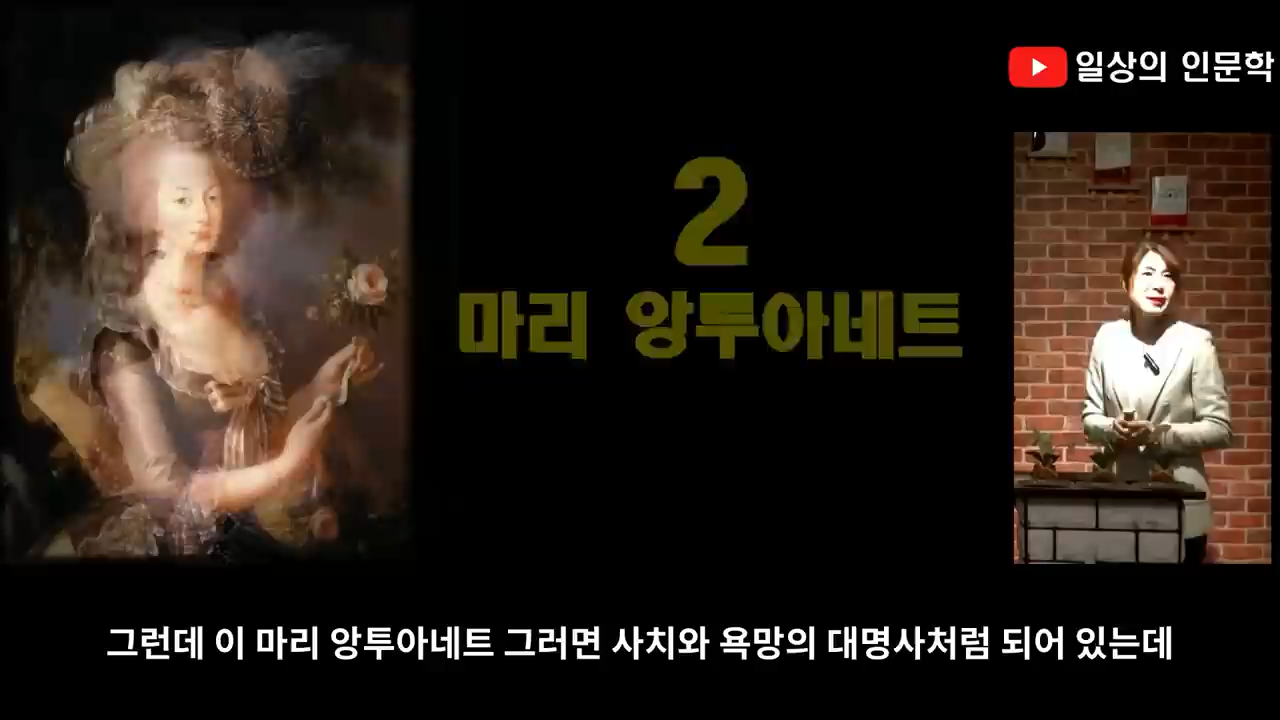 일상의 인문학
2
마리 앙투아네트
그런데 이 마리 앙투아네트 그러면 사치와 욕망의 대명사처럼 되어 있는데